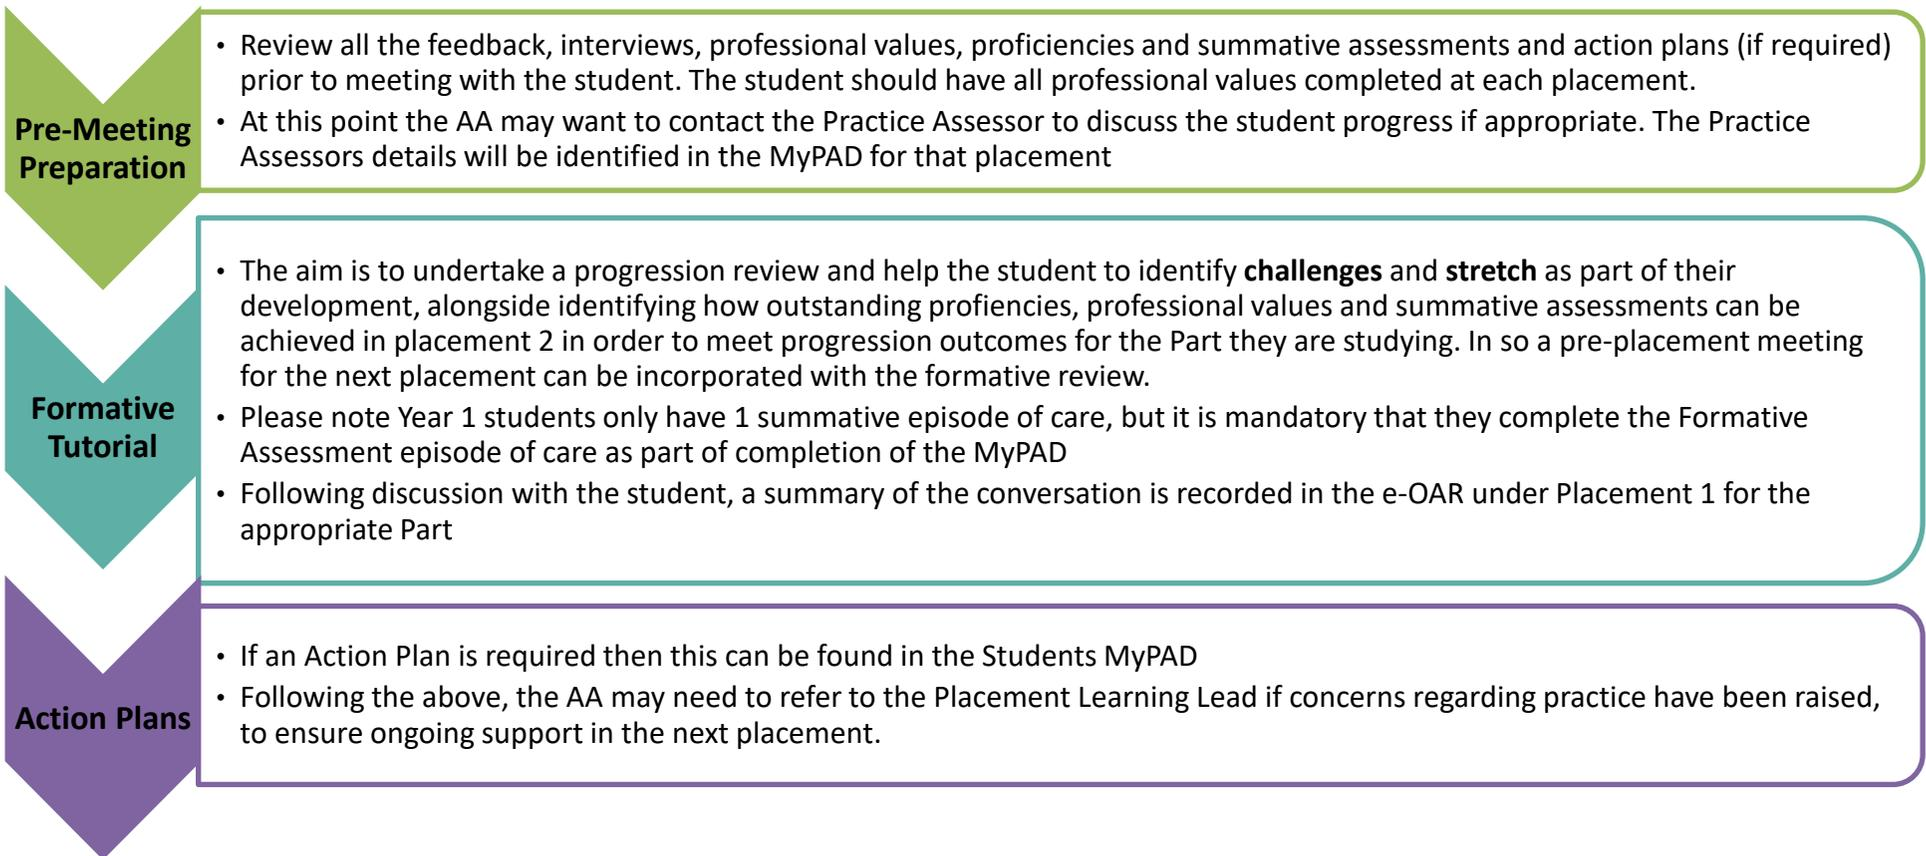 Pre-Meeting
Preparation
• Review all the feedback, interviews, professional values, proficiencies and summative assessments and action plans (if required)
prior to meeting with the student. The student should have all professional values completed at each placement.
• At this point the AA may want to contact the Practice Assessor to discuss the student progress if appropriate. The Practice
Assessors details will be identified in the MyPAD for that placement
Formative
Tutorial
• The aim is to undertake a progression review and help the student to identify challenges and stretch as part of their
development, alongside identifying how outstanding profiencies, professional values and summative assessments can be
achieved in placement 2 in order to meet progression outcomes for the Part they are studying. In so a pre-placement meeting
for the next placement can be incorporated with the formative review.
• Please note Year 1 students only have 1 summative episode of care, but it is mandatory that they complete the Formative
Assessment episode of care as part of completion of the MyPAD
• Following discussion with the student, a summary of the conversation is recorded in the e-OAR under Placement 1 for the
appropriate Part
Action Plans
• If an Action Plan is required then this can be found in the Students MyPAD
• Following the above, the AA may need to refer to the Placement Learning Lead if concerns regarding practice have been raised,
to ensure ongoing support in the next placement.